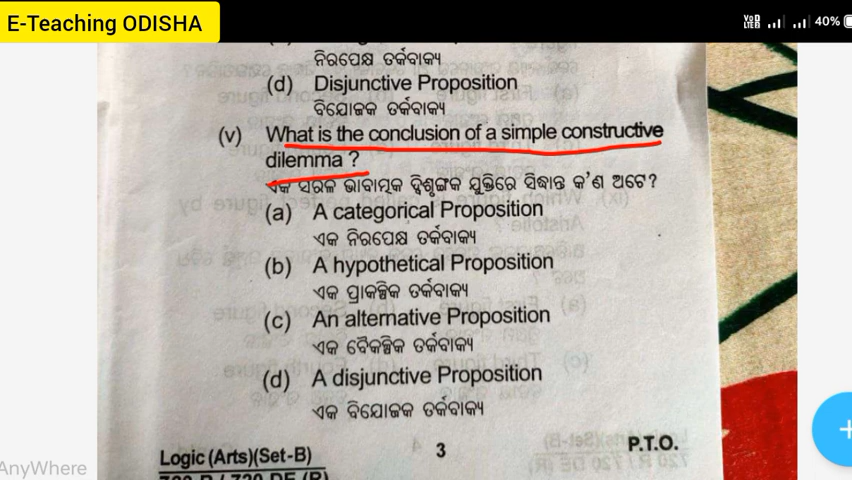 E-Teaching ODISHA
40%
ନିରପେକ୍ଷ ତର୍କବାକ୍ୟ
(d) Disjunctive Proposition
ବିଯୋଜକ ତର୍କବାକ୍ୟ
(v) What is the conclusion of a simple constructive
dilemma ?
ଏକ ସରଳ ଭାବାତ୍ମକ ଦ୍ୱିଶୃଙ୍ଗକ ଯୁକ୍ତିରେ ସିଦ୍ଧାନ୍ତ କ'ଣ ଅଟେ?
(a) A categorical Proposition
ଏକ ନିରପେକ୍ଷ ତର୍କବାକ୍ୟ
(b) A hypothetical Proposition
ଏକ ପ୍ରାକଳ୍ପିକ ତର୍କବାକ୍ୟ
(c) An alternative Proposition
ଏକ ବୈକଳ୍ପିକ ତର୍କବାକ୍ୟ
(d) A disjunctive Proposition
ଏକ ବିଯୋଜକ ତର୍କବାକ୍ୟ
Logic (Arts)(Set-B)
3
P.T.O.
AnyWhere